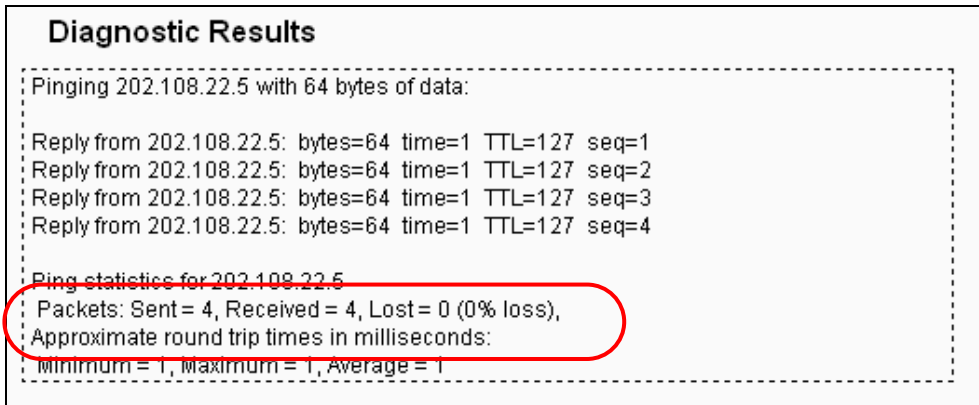 Diagnostic Results
Pinging 202.108.22.5 with 64 bytes of data:
Reply from 202.108.22.5: bytes=64 time=1 TTL=127 seq=1
Reply from 202.108.22.5: bytes=64 time=1 TTL=127 seq=2
Reply from 202.108.22.5: bytes=64 time=1 TTL=127 seq=3
Reply from 202.108.22.5: bytes=64 time=1 TTL=127 seq=4
Ping statistics for 202.108.22.5
Packets: Sent = 4, Received = 4, Lost = 0 (0% loss),
Approximate round trip times in milliseconds:
Minimum = 1, Maximum = 1, Average = 1